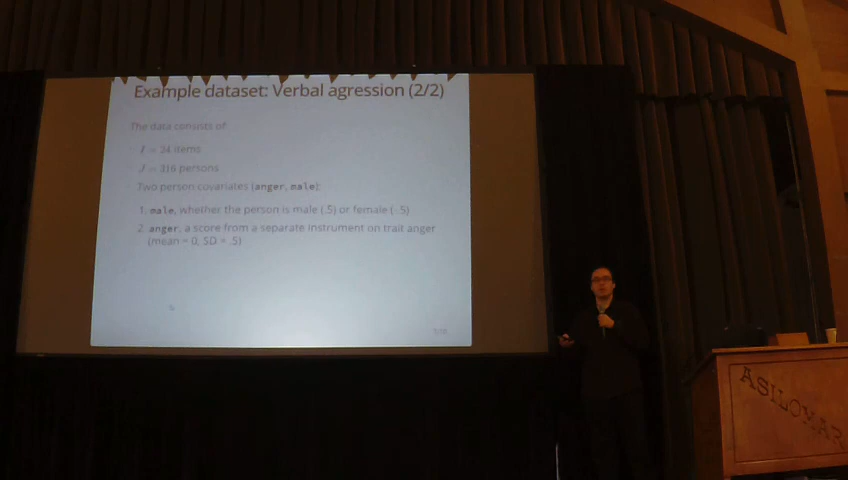 Example dataset: Verbal agression (2/2)
The data consists of:
I = 24 items
J = 316 persons
Two person covariates (anger, male):
1. male, whether the person is male (.5) or female (-.5)
2. anger, a score from a separate instrument on trait anger
(mean = 0, SD = .5)
ASILOMAR